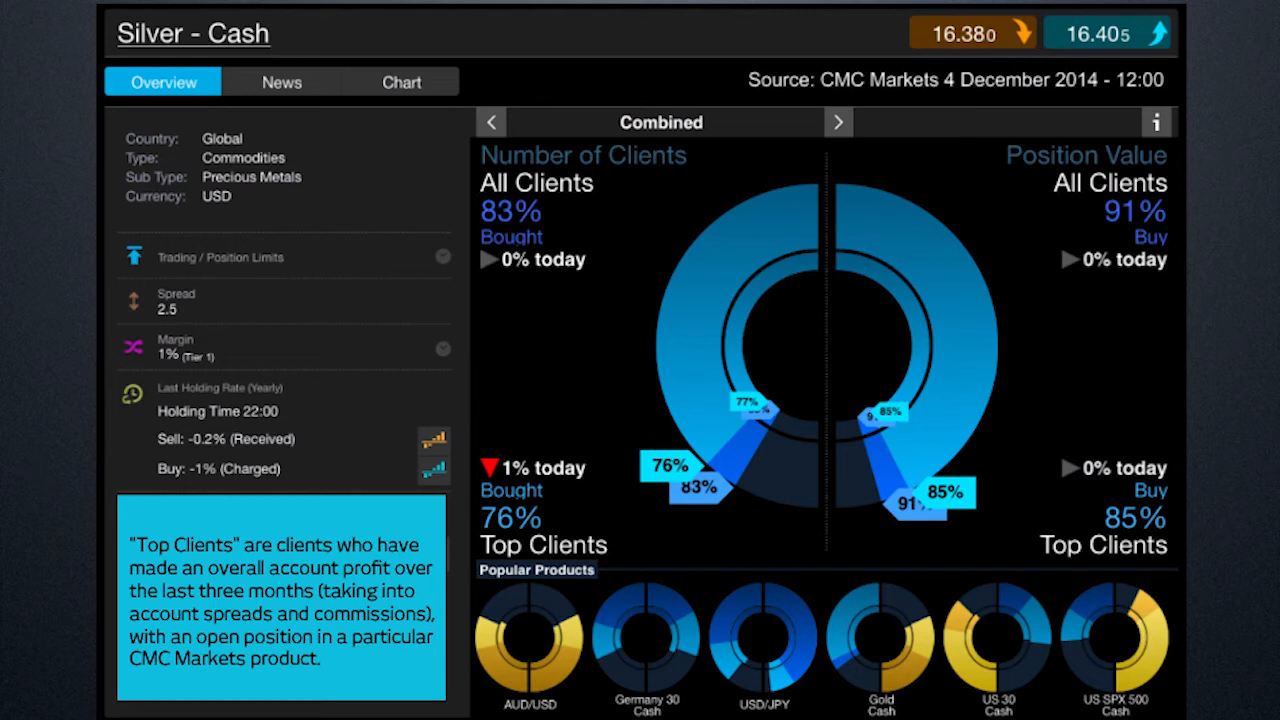 Silver - Cash
16.380
16.405
Overview
News
Chart
Source: CMC Markets 4 December 2014 - 12:00
Country: Global
Type: Commodities
Sub Type: Precious Metals
Currency: USD
Trading / Position Limits
Spread
2.5
Margin
1% (Tier 1)
Last Holding Rate (Yearly)
Holding Time 22:00
Sell: -0.2% (Received)
Buy: -1% (Charged)
"Top Clients" are clients who have
made an overall account profit over
the last three months (taking into
account spreads and commissions),
with an open position in a particular
CMC Markets product.
Combined
Number of Clients
All Clients
83%
Bought
0% today
Position Value
All Clients
91%
Buy
0% today
77%
85%
76%
83%
85%
1% today
Bought
76%
Top Clients
0% today
Buy
85%
Top Clients
Popular Products
AUD/USD
Germany 30
Cash
USD/JPY
Gold
Cash
US 30
Cash
US SPX 500
Cash